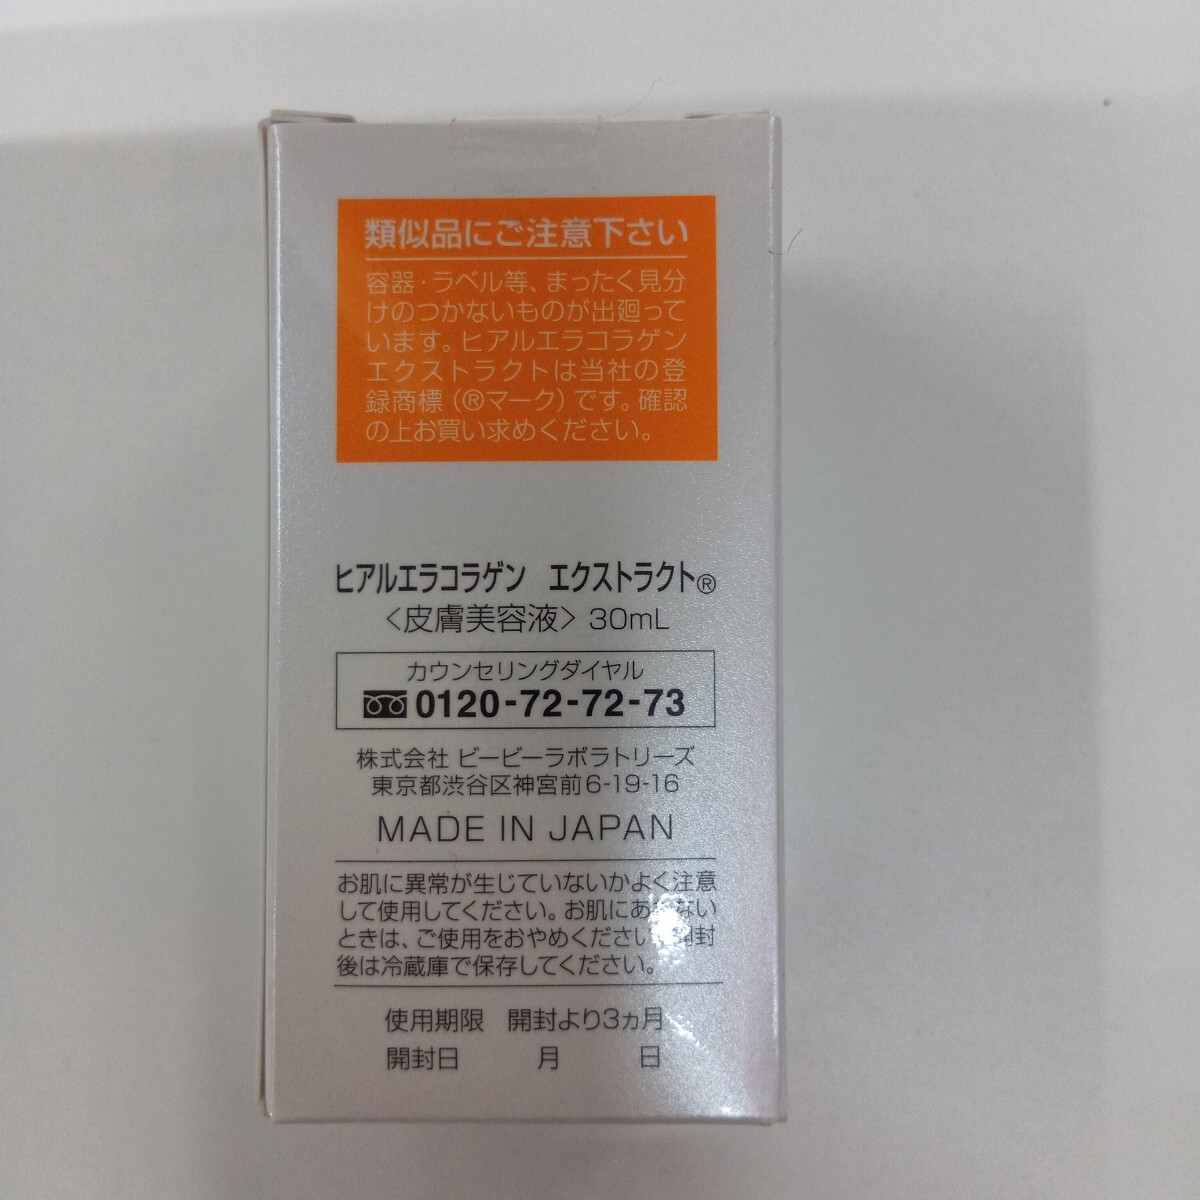 類似品にご注意下さい
容器・ラベル等、まったく見分
けのつかないものが出廻って
います。ヒアルエラコラゲン
エクストラクトは当社の登
録商標(®マーク)です。確認
の上お買い求めください。
ヒアルエラコラゲン エクストラクト®
〈皮膚美容液〉30mL
カウンセリングダイヤル
0120-72-72-73
株式会社 ビービーラボラトリーズ
東京都渋谷区神宮前6-19-16
MADE IN JAPAN
お肌に異常が生じていないかよく注意
して使用してください。お肌にあわない
ときは、ご使用をおやめください。開封
後は冷蔵庫で保存してください。
使用期限 開封より3ヵ月
開封日 月 日